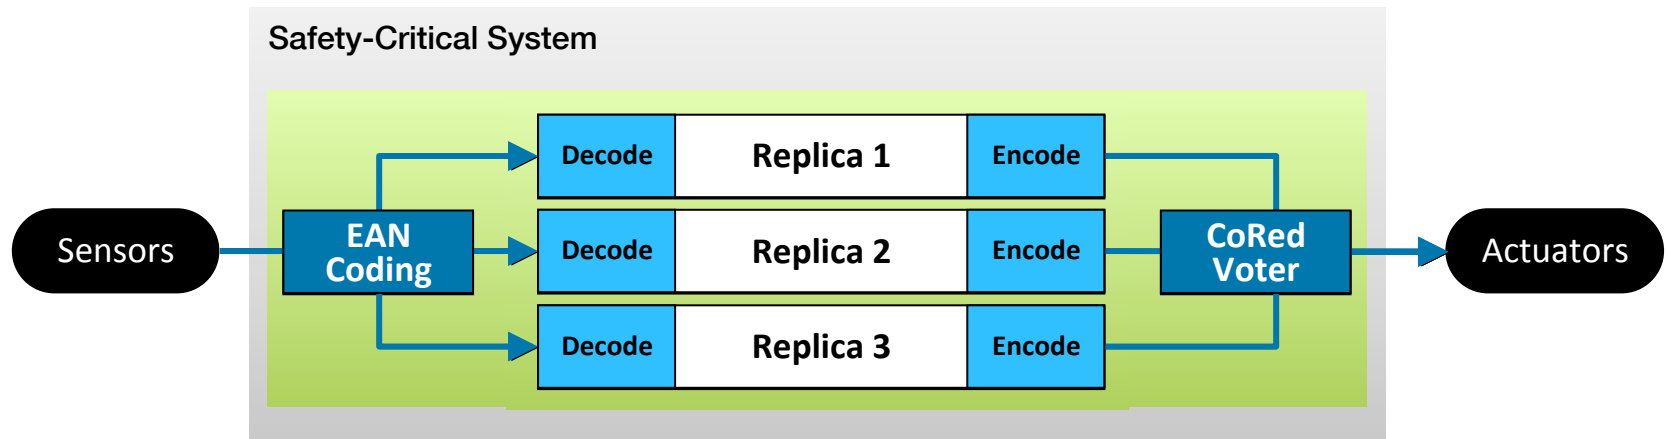 Safety-Critical System
Decode
Replica 1
Encode
Sensors
EAN
Coding
Decode
Replica 2
Encode
CoRed
Voter
Actuators
Decode
Replica 3
Encode